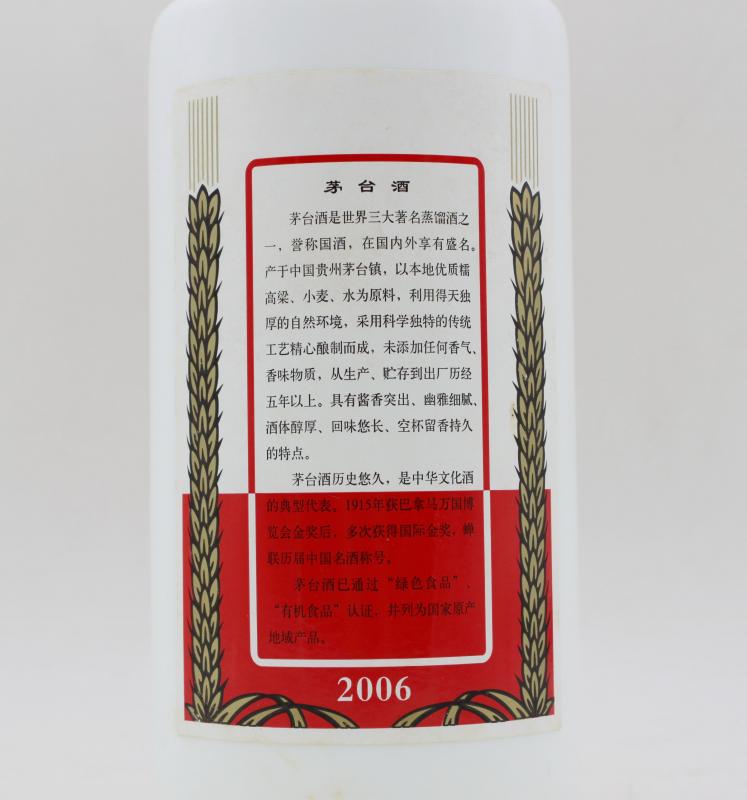 茅台酒
茅台酒是世界三大著名蒸馏酒之
一，誉称国酒，在国内外享有盛名。
产于中国贵州茅台镇，以本地优质糯
高粱、小麦、水为原料，利用得天独
厚的自然环境，采用科学独特的传统
工艺精心酿制而成，未添加任何香气、
香味物质，从生产、贮存到出厂历经
五年以上。具有酱香突出、幽雅细腻、
酒体醇厚、回味悠长、空杯留香持久
的特点。
茅台酒历史悠久，是中华文化酒
的典型代表。1915年获巴拿马万国博
览会金奖后，多次获得国际金奖，蝉
联历届中国名酒称号。
茅台酒已通过“绿色食品”、
“有机食品”认证，并列为国家原产
地域产品。
2006